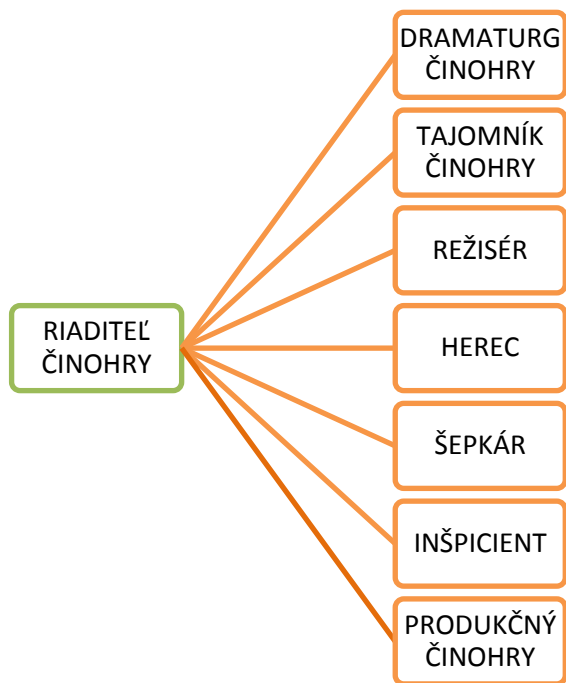 DRAMATURG
ČINOHRY
TAJOMNÍK
ČINOHRY
REŽISÉR
RIADITEĽ
ČINOHRY
HEREC
ŠEPKÁR
INŠPICIENT
PRODUKČNÝ
ČINOHRY